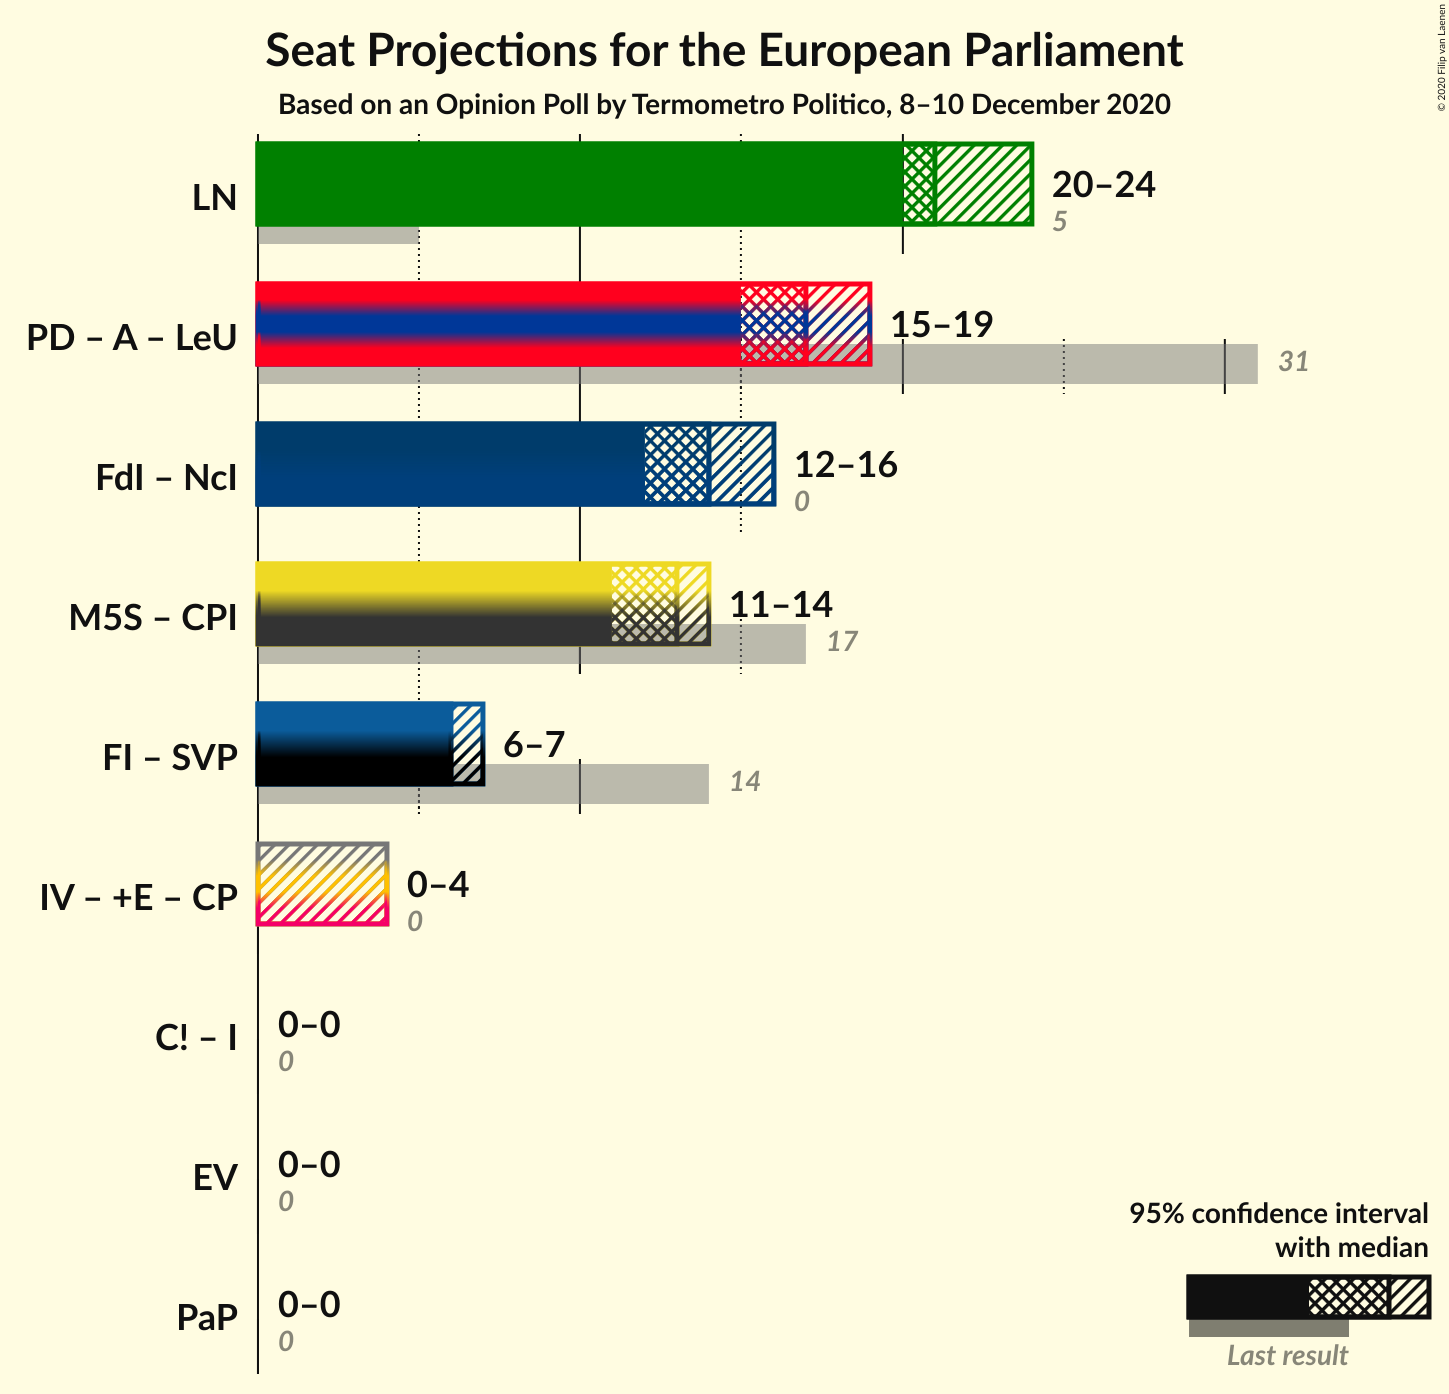 Seat Projections for the European Parliament
Based on an Opinion Poll by Termometro Politico, 8–10 December 2020
© 2020 Filip van Laenen
LN
20–24
5
PD – A – LeU
15–19
31
FdI – NcI
12–16
0
M5S – CPI
11–14
17
FI – SVP
6–7
14
IV – +E – CP
0–4
0
C! – I
0–0
0
EV
0–0
0
PaP
0–0
0
95% confidence interval
with median
Last result